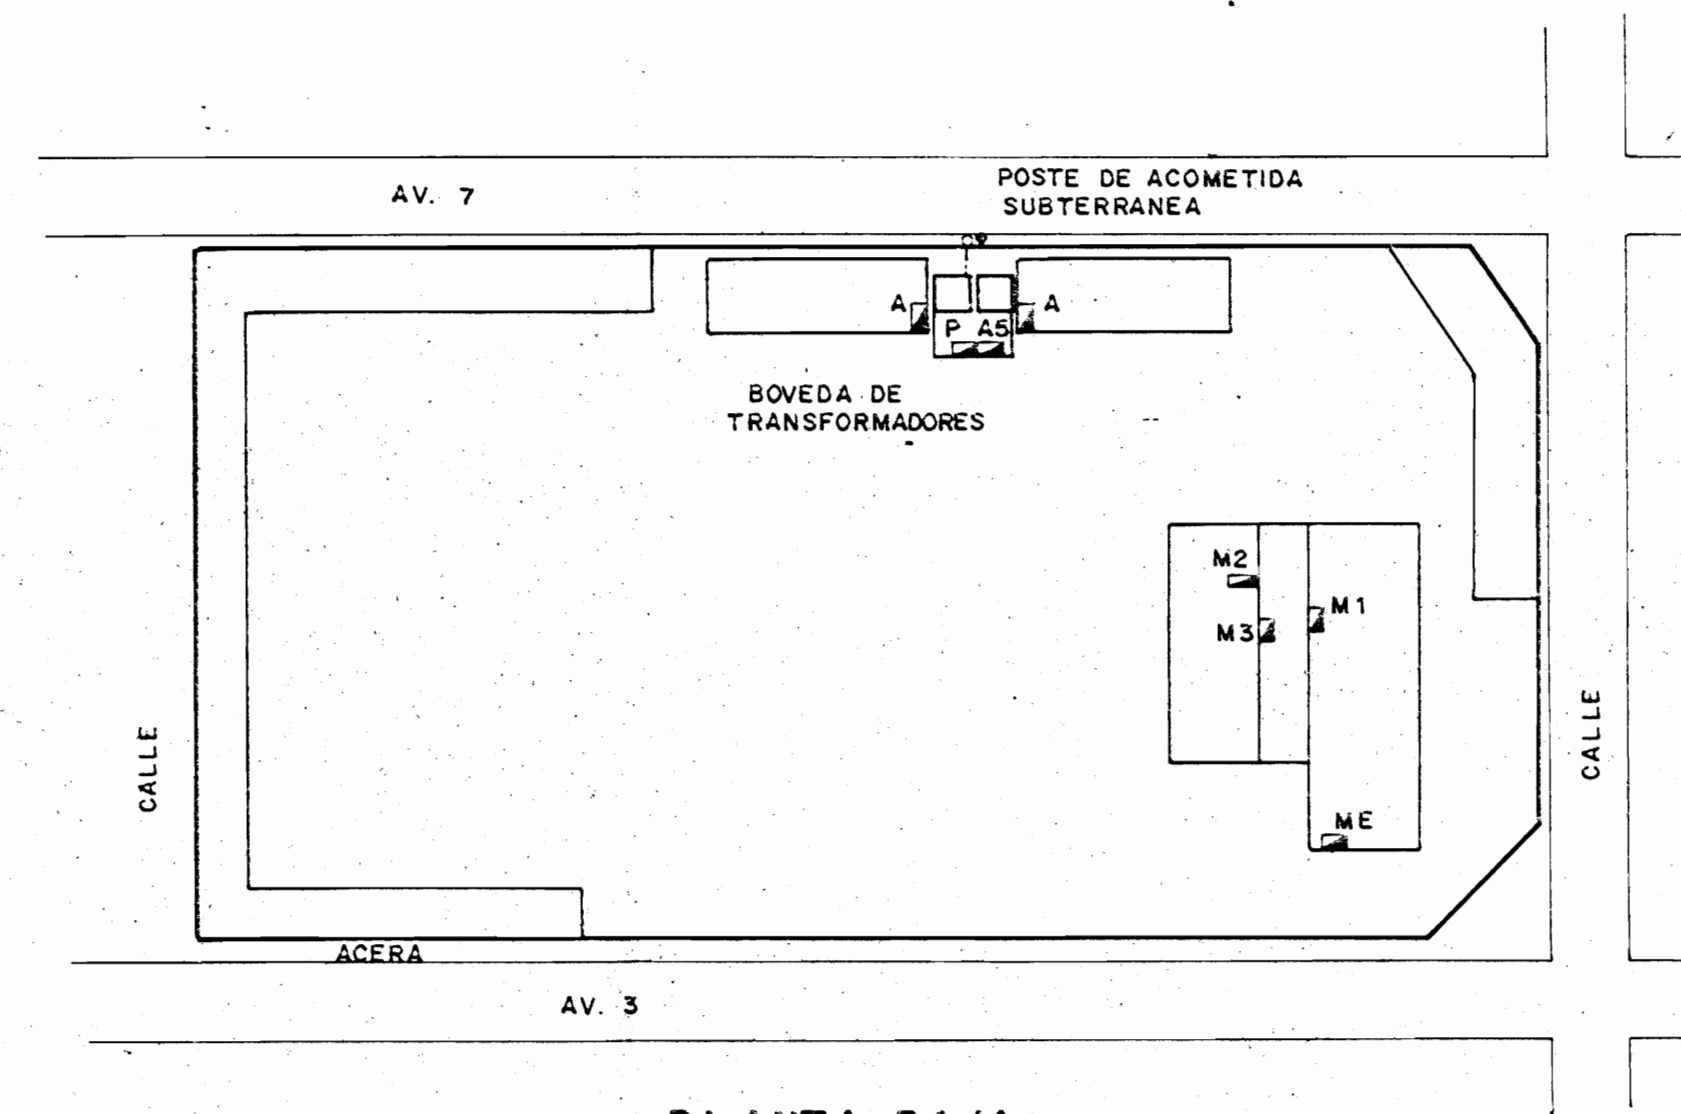 AV. 7
POSTE DE ACOMETIDA
SUBTERRANEA
A
A
P
A5
BOVEDA DE
TRANSFORMADORES
M2
M1
M3
CALLE
CALLE
ME
ACERA
AV. 3